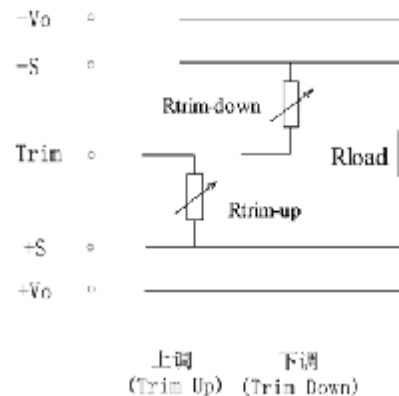 -Vo
-S
Rtrim-down
Trim
Rload
Rtrim-up
+S
+Vo
上调 下调
(Trim Up) (Trim Down)